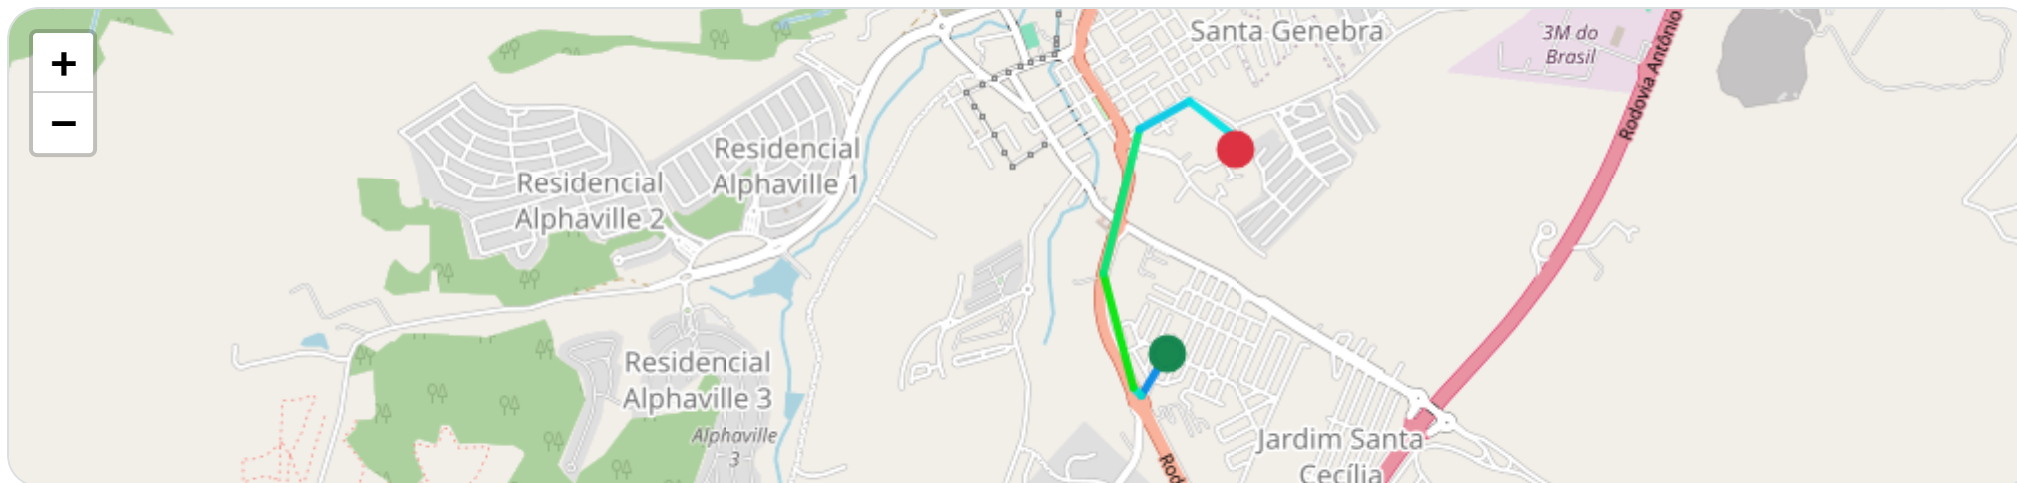 +
−
Santa Genebra
3M do
Brasil
Rodovia Antônio
Residencial
Alphaville 1
Residencial
Alphaville 2
Residencial
Alphaville 3
Alphaville
3
Jardim Santa
Cecília
Rod